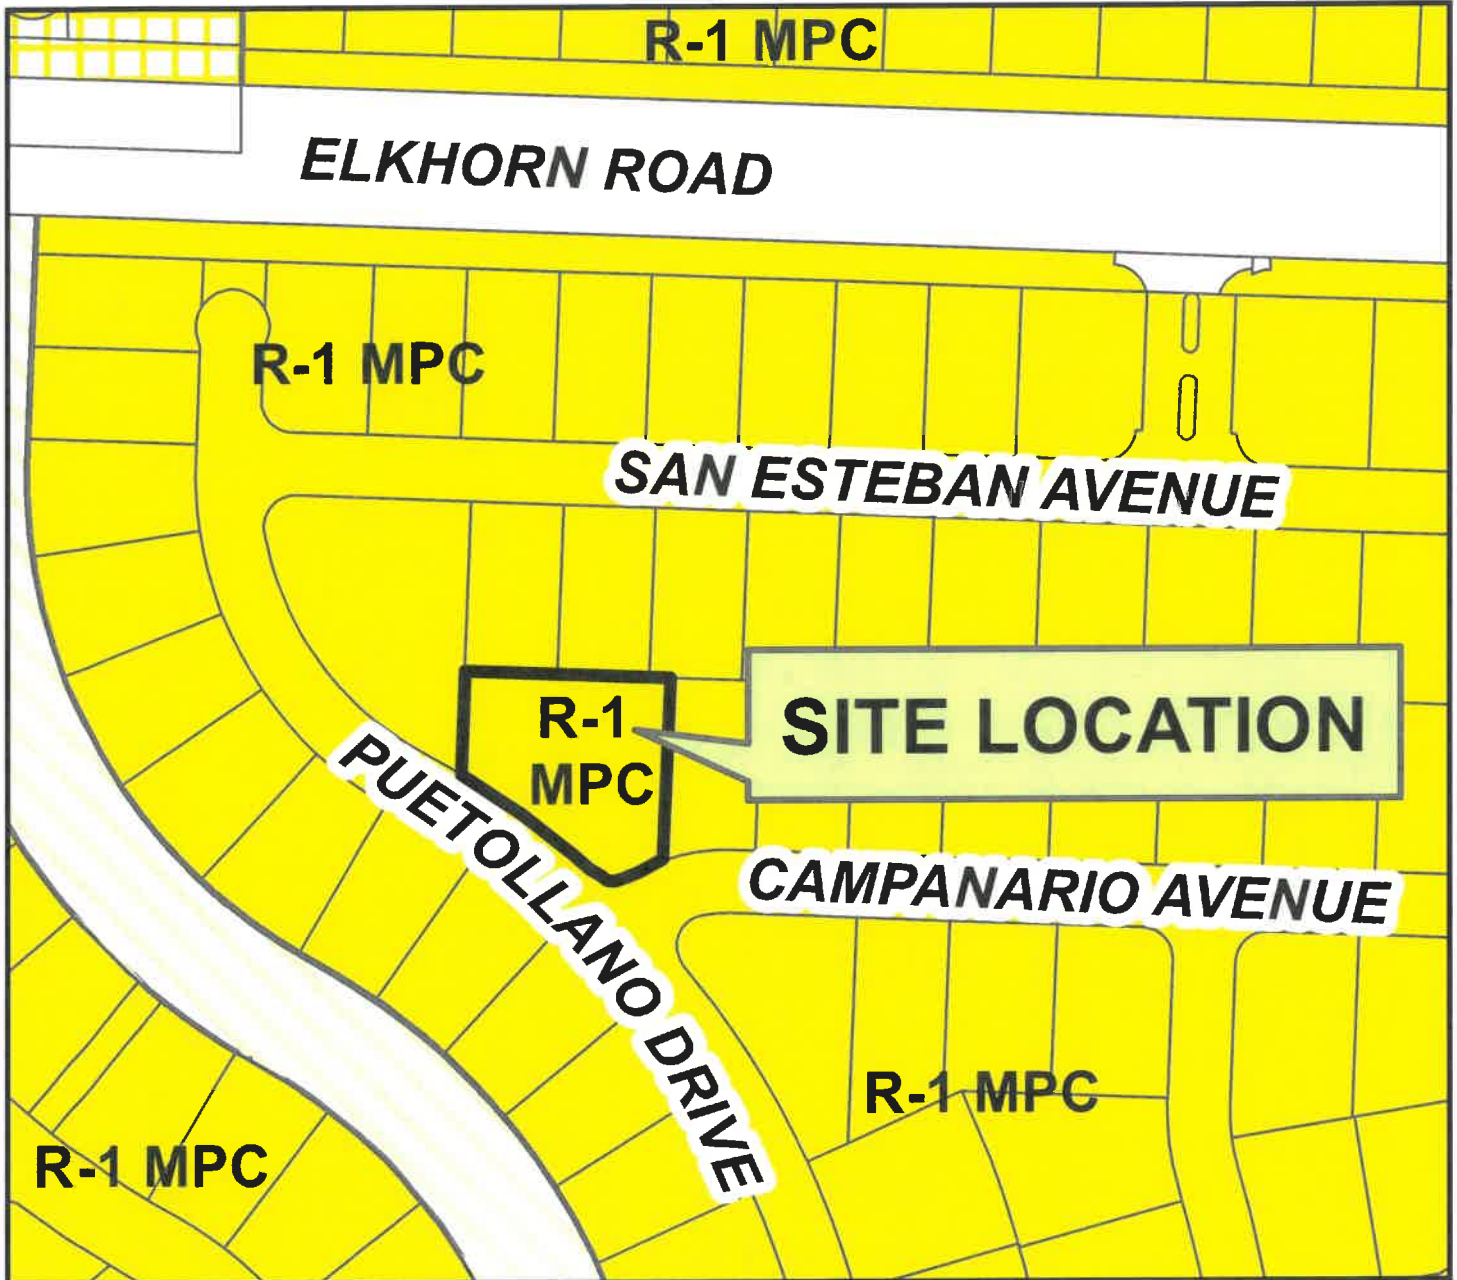 R-1 MPC
ELKHORN ROAD
R-1 MPC
SAN ESTEBAN AVENUE
R-1
MPC
SITE LOCATION
PUETOLLANO DRIVE
CAMPANARIO AVENUE
R-1 MPC
R-1 MPC